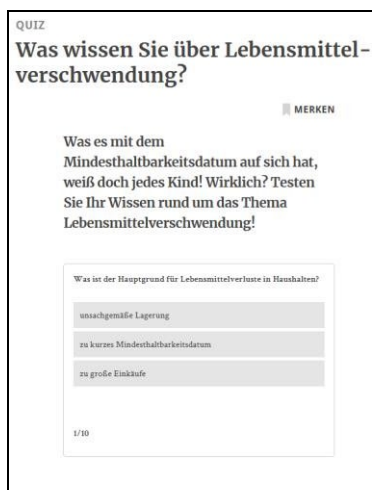 QUIZ
Was wissen Sie über Lebensmittel-
verschwendung?
MERKEN
Was es mit dem
Mindesthaltbarkeitsdatum auf sich hat,
weiß doch jedes Kind! Wirklich? Testen
Sie Ihr Wissen rund um das Thema
Lebensmittelverschwendung!
Was ist der Hauptgrund für Lebensmittelverluste in Haushalten?
unsachgemäße Lagerung
zu kurzes Mindesthaltbarkeitsdatum
zu große Einkäufe
1/10